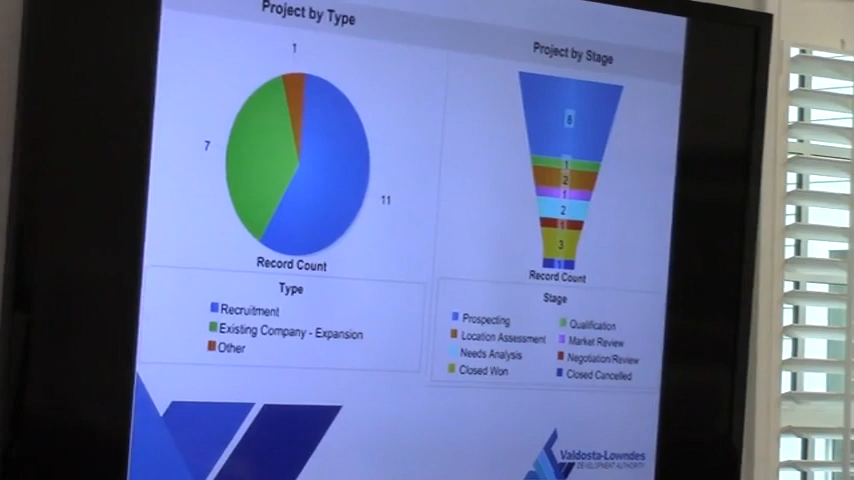 Project by Type
1
7
11
Record Count
Type
Recruitment
Existing Company - Expansion
Other
Project by Stage
8
1
2
1
2
1
3
1
Record Count
Stage
Prospecting
Qualification
Location Assessment
Market Review
Needs Analysis
Negotiation/Review
Closed Won
Closed Cancelled
Valdosta-Lowndes
DEVELOPMENT AUTHORITY